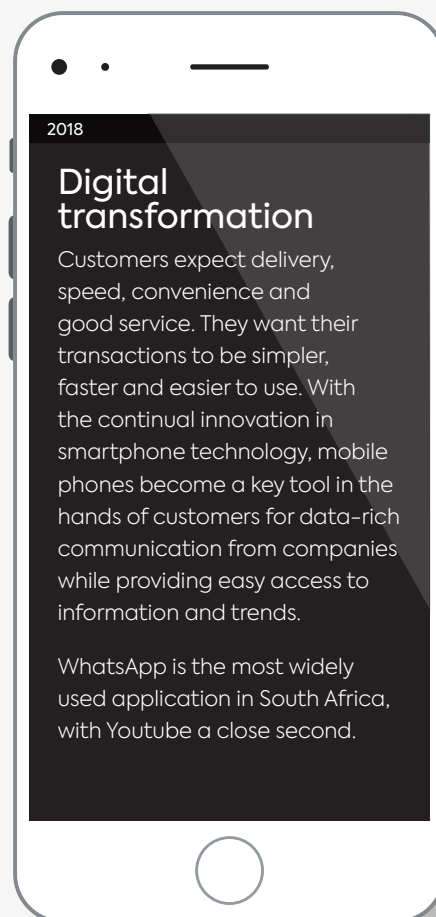 2018
Digital
transformation
Customers expect delivery,
speed, convenience and
good service. They want their
transactions to be simpler,
faster and easier to use. With
the continual innovation in
smartphone technology, mobile
phones become a key tool in the
hands of customers for data-rich
communication from companies
while providing easy access to
information and trends.
WhatsApp is the most widely
used application in South Africa,
with Youtube a close second.